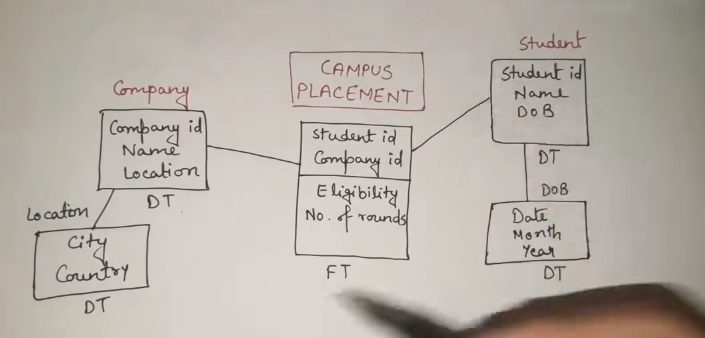 CAMPUS
PLACEMENT
Company
Company id
Name
Location
DT
Location
City
Country
DT
Student id
Company id
Eligibility
No. of rounds
FT
Student
Student id
Name
DoB
DT
DOB
Date
Month
Year
DT